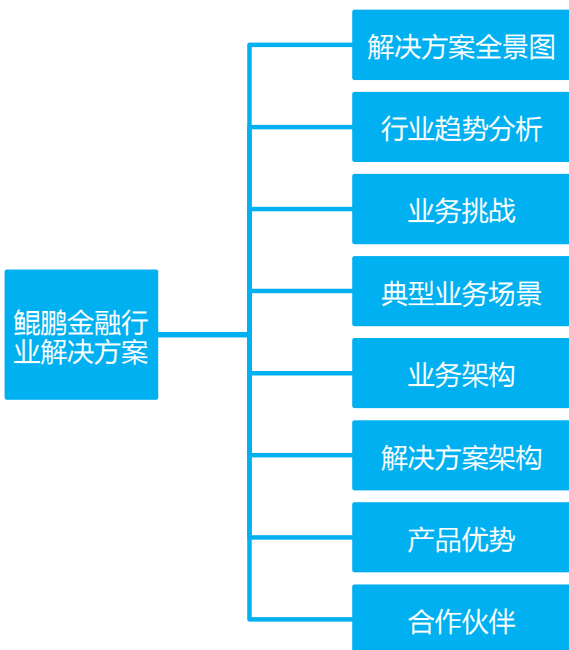 解决方案全景图
行业趋势分析
业务挑战
典型业务场景
鲲鹏金融行
业解决方案
业务架构
解决方案架构
产品优势
合作伙伴